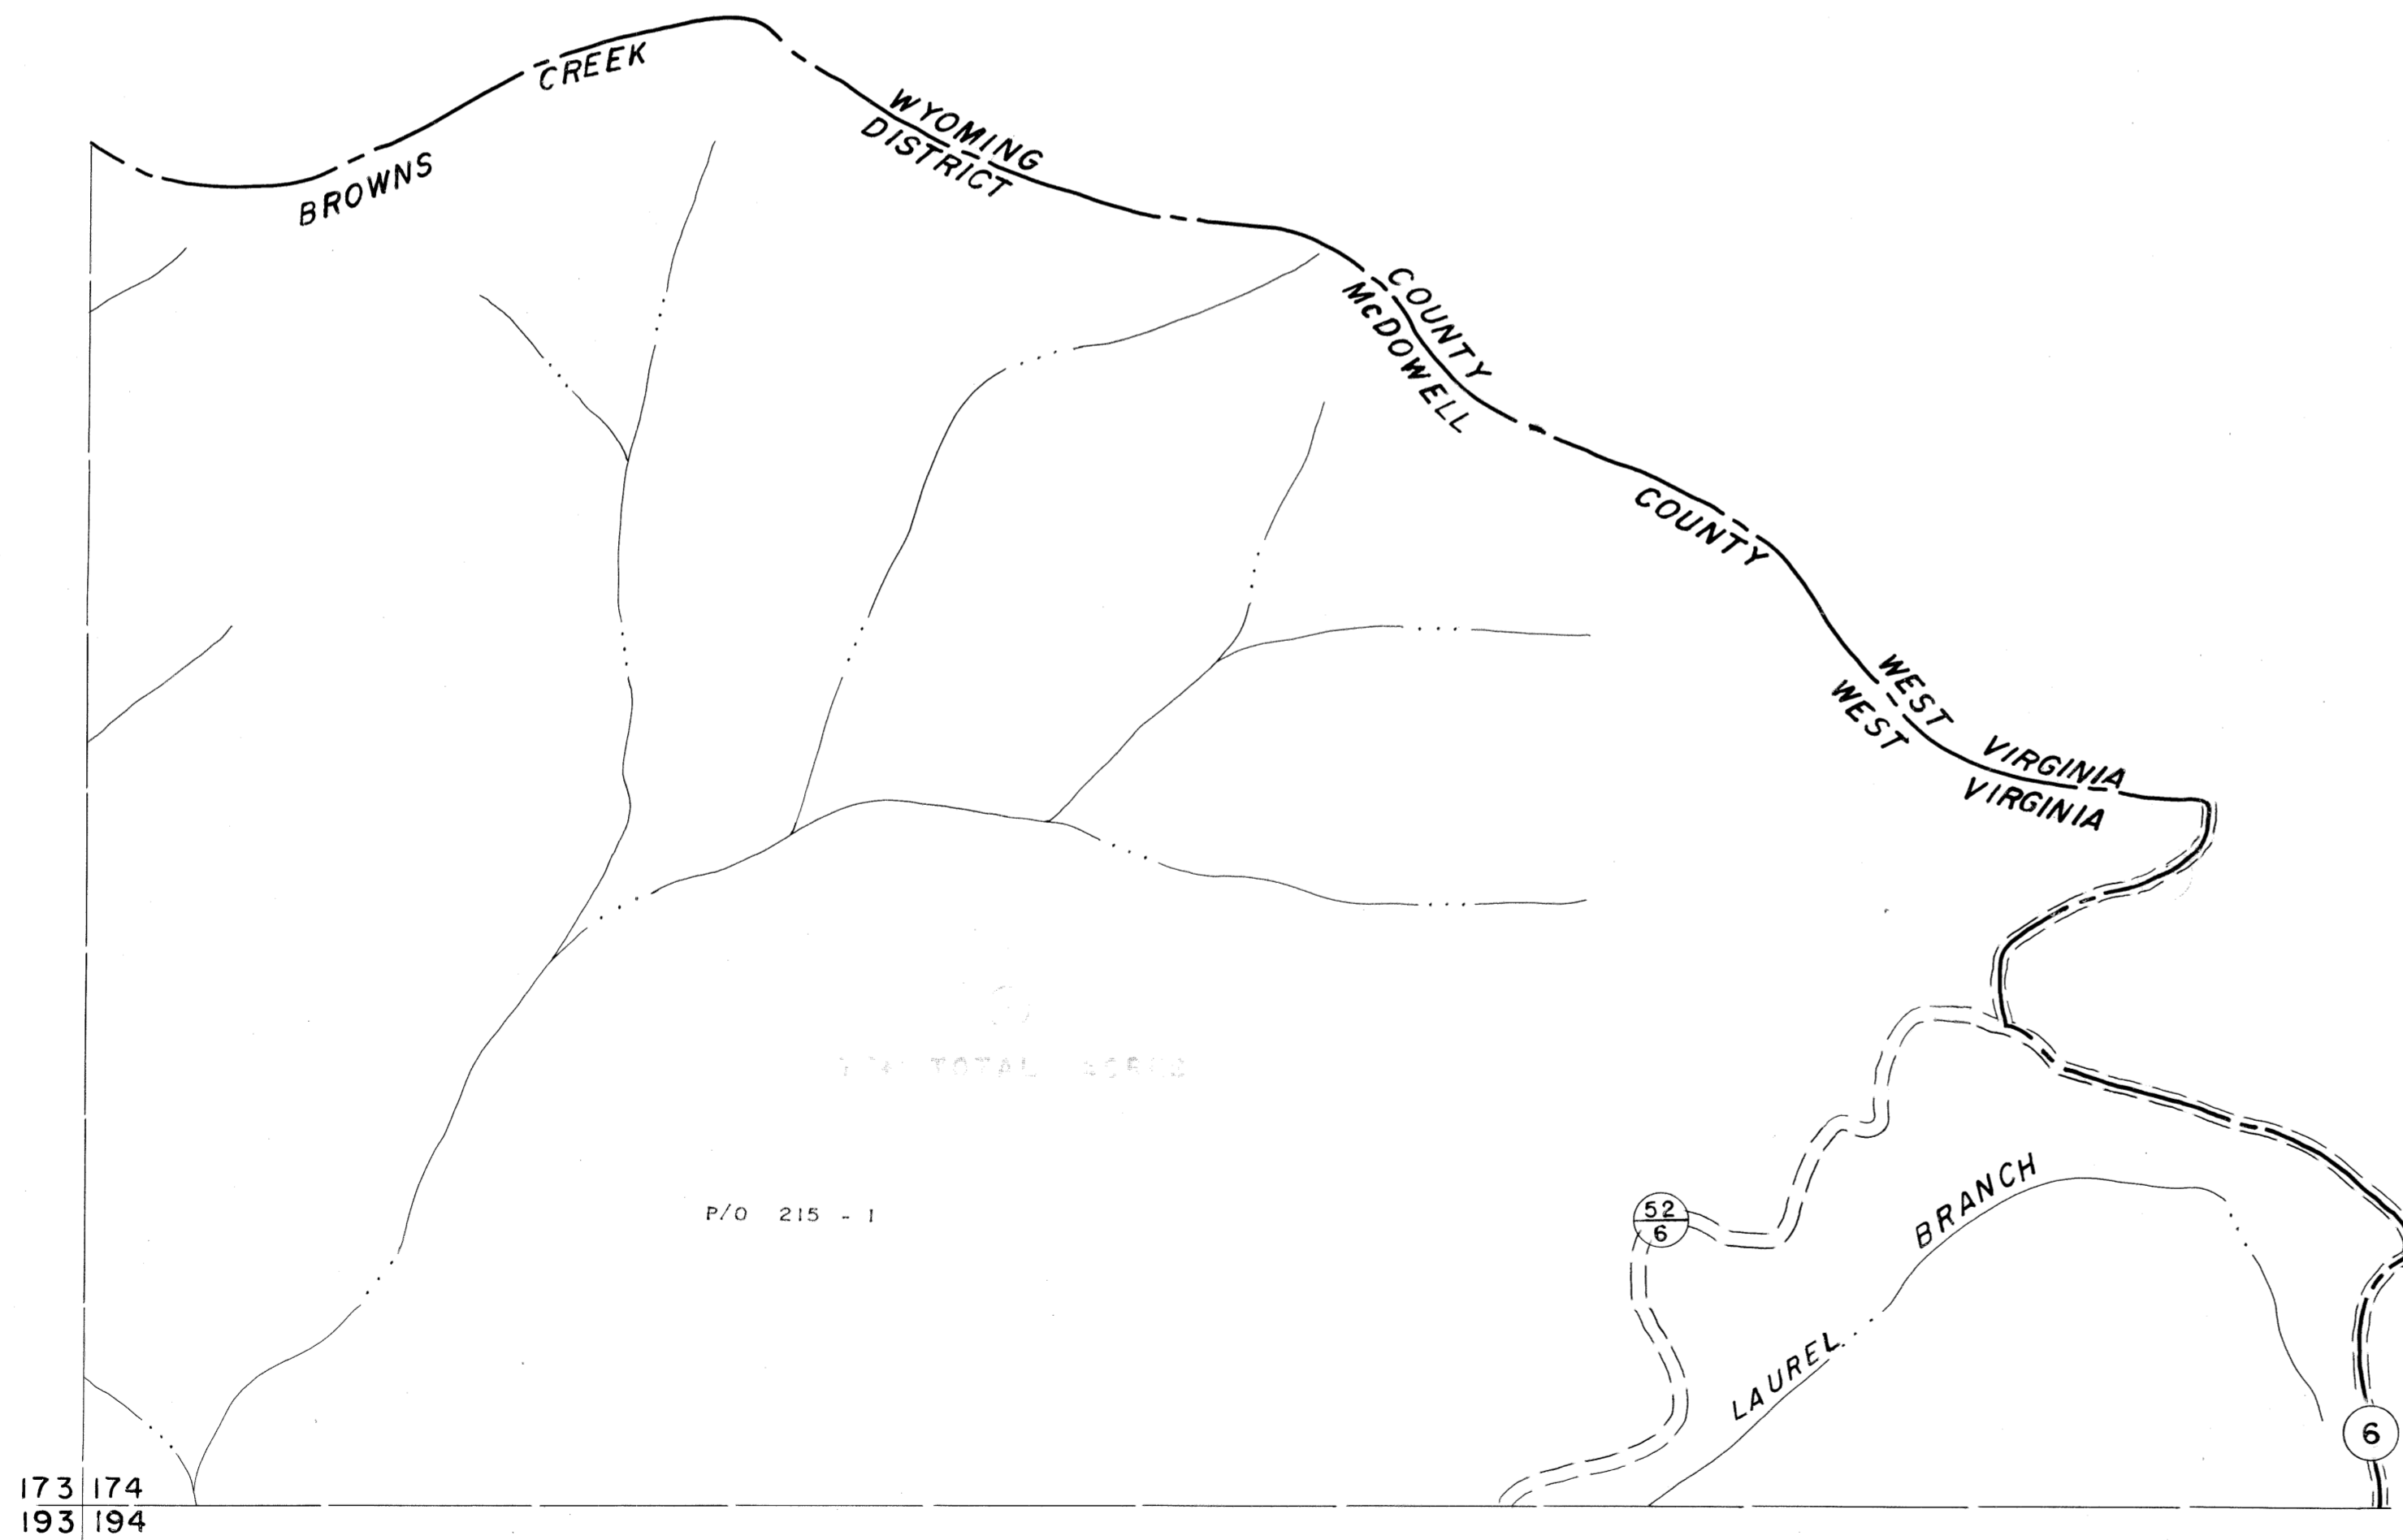 BROWNS CREEK DISTRICT
WYOMING COUNTY
McDOWELL COUNTY
WEST VIRGINIA
WEST VIRGINIA
TOTAL
P/O 215 - 1
52
6
LAUREL BRANCH
6
173 174
193 194